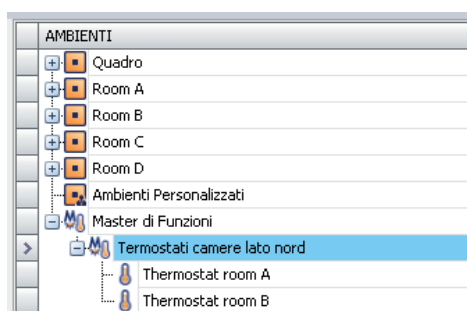 AMBIENTI
Quadro
Room A
Room B
Room C
Room D
Ambienti Personalizzati
Master di Funzioni
Termostati camere lato nord
Thermostat room A
Thermostat room B